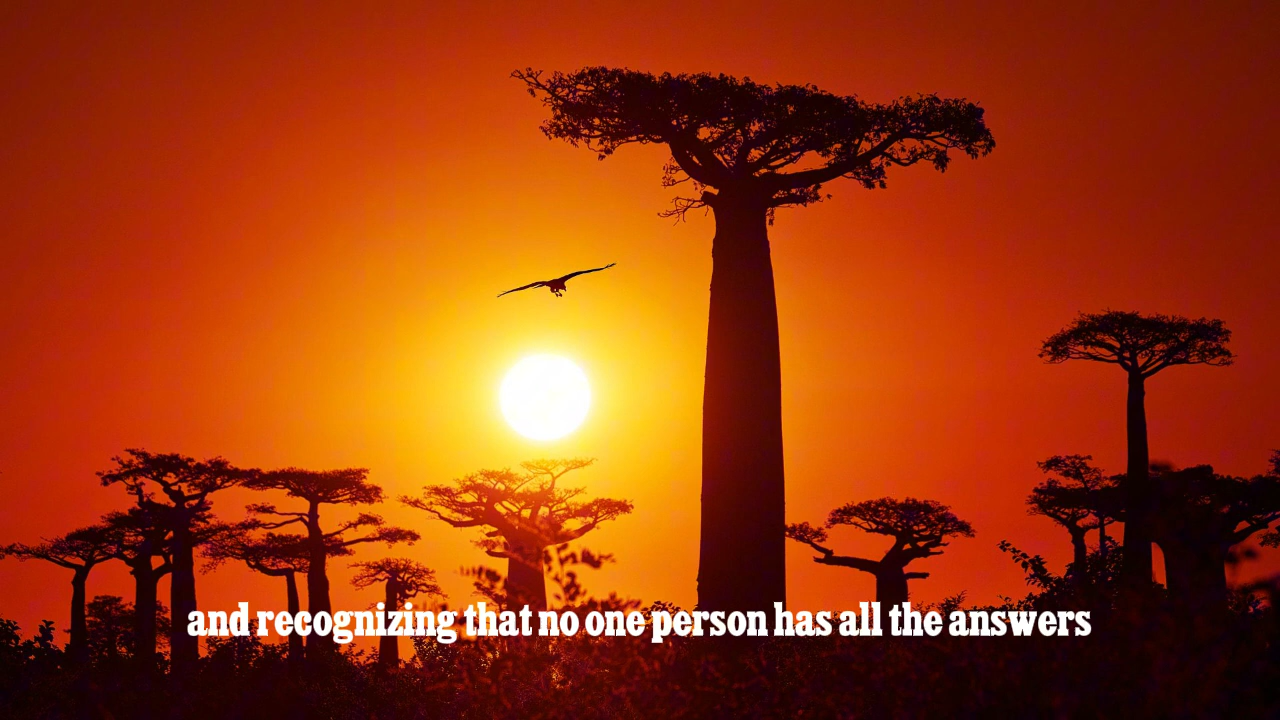 and recognizing that no one person has all the answers